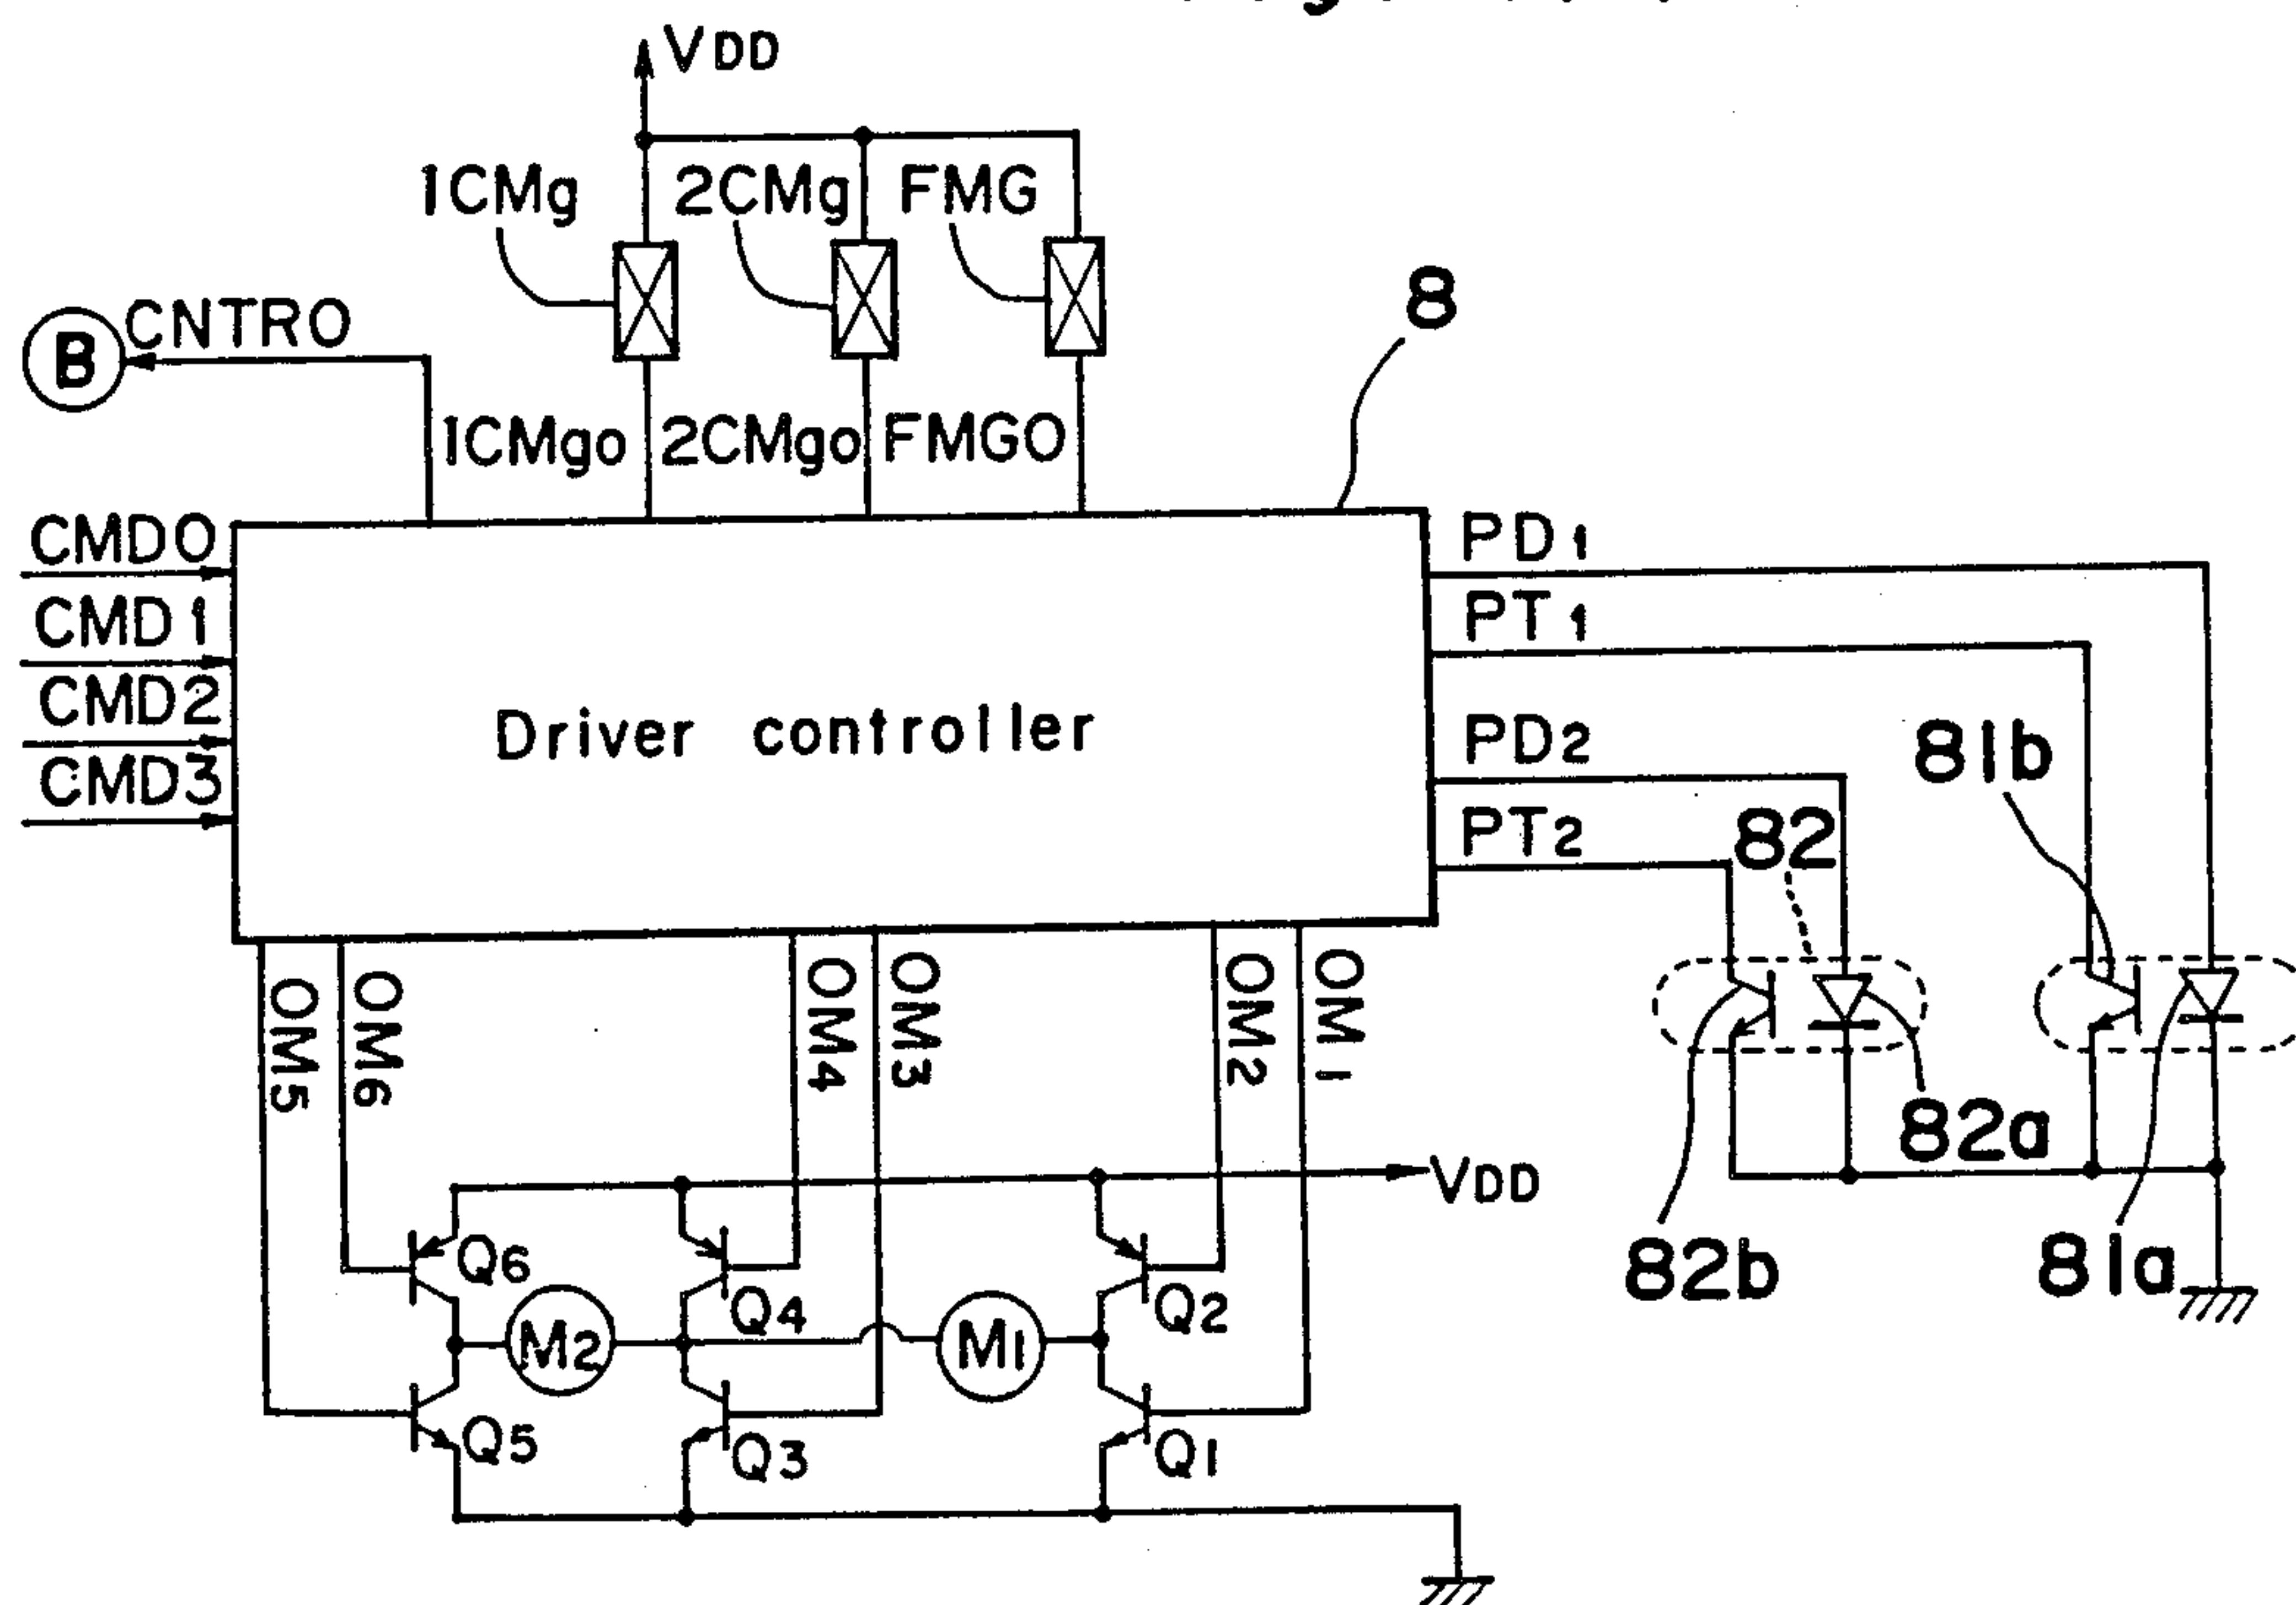 VDD
1CMg 2CMg FMG
8
B CNTRO
1CMgo 2CMgo FMGO
CMD0
CMD1
CMD2
CMD3
Driver controller
PD1
PT1
PD2
PT2
81b
82
OM5
OM6
OM4
OM3
OM2
OM1
82a
82b
81a
VDD
Q6
Q4
Q2
M2
M1
Q5
Q3
Q1